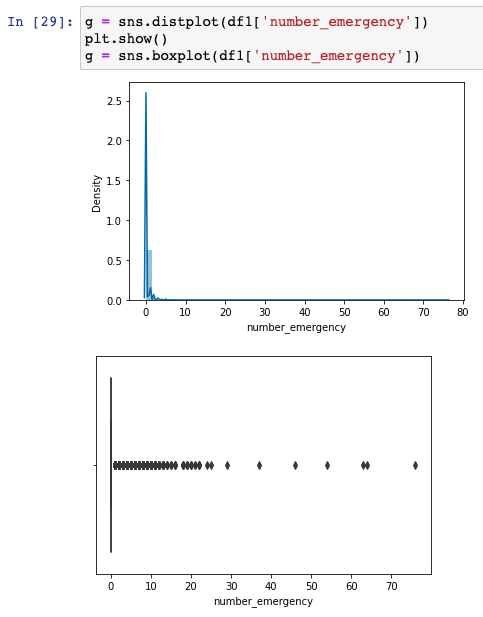 In [29]: g = sns.distplot(df1['number_emergency'])
plt.show()
g = sns.boxplot(df1['number_emergency'])
2.5
2.0
1.5
1.0
0.5
0.0
Density
0 10 20 30 40 50 60 70 80
number_emergency
0 10 20 30 40 50 60 70
number_emergency